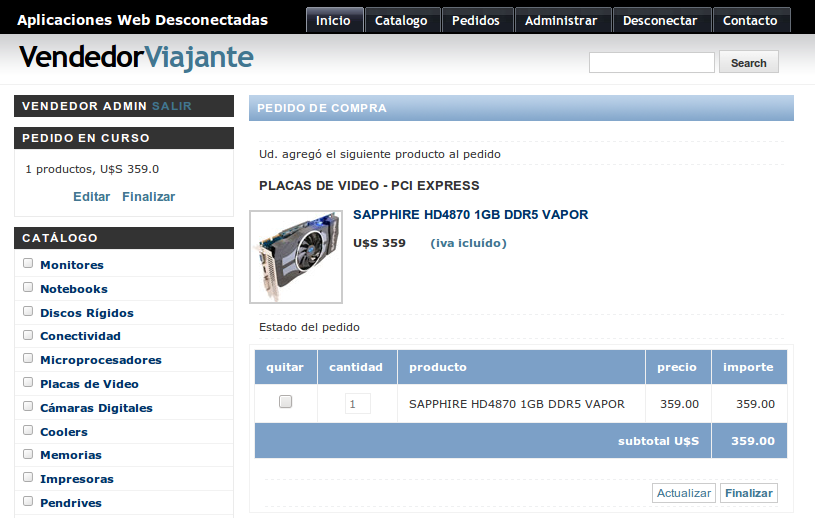 Aplicaciones Web Desconectadas
Inicio Catalogo Pedidos Administrar Desconectar Contacto
VendedorViajante
Search
VENDEDOR ADMIN SALIR
PEDIDO EN CURSO
1 productos, U$S 359.0
Editar Finalizar
CATÁLOGO
Monitores
Notebooks
Discos Rígidos
Conectividad
Microprocesadores
Placas de Video
Cámaras Digitales
Coolers
Memorias
Impresoras
Pendrives
PEDIDO DE COMPRA
Ud. agregó el siguiente producto al pedido
PLACAS DE VIDEO - PCI EXPRESS
SAPPHIRE HD4870 1GB DDR5 VAPOR
U$S 359 (iva icluído)
Estado del pedido
quitar cantidad producto precio importe
1 SAPPHIRE HD4870 1GB DDR5 VAPOR 359.00 359.00
subtotal U$S 359.00
Actualizar Finalizar